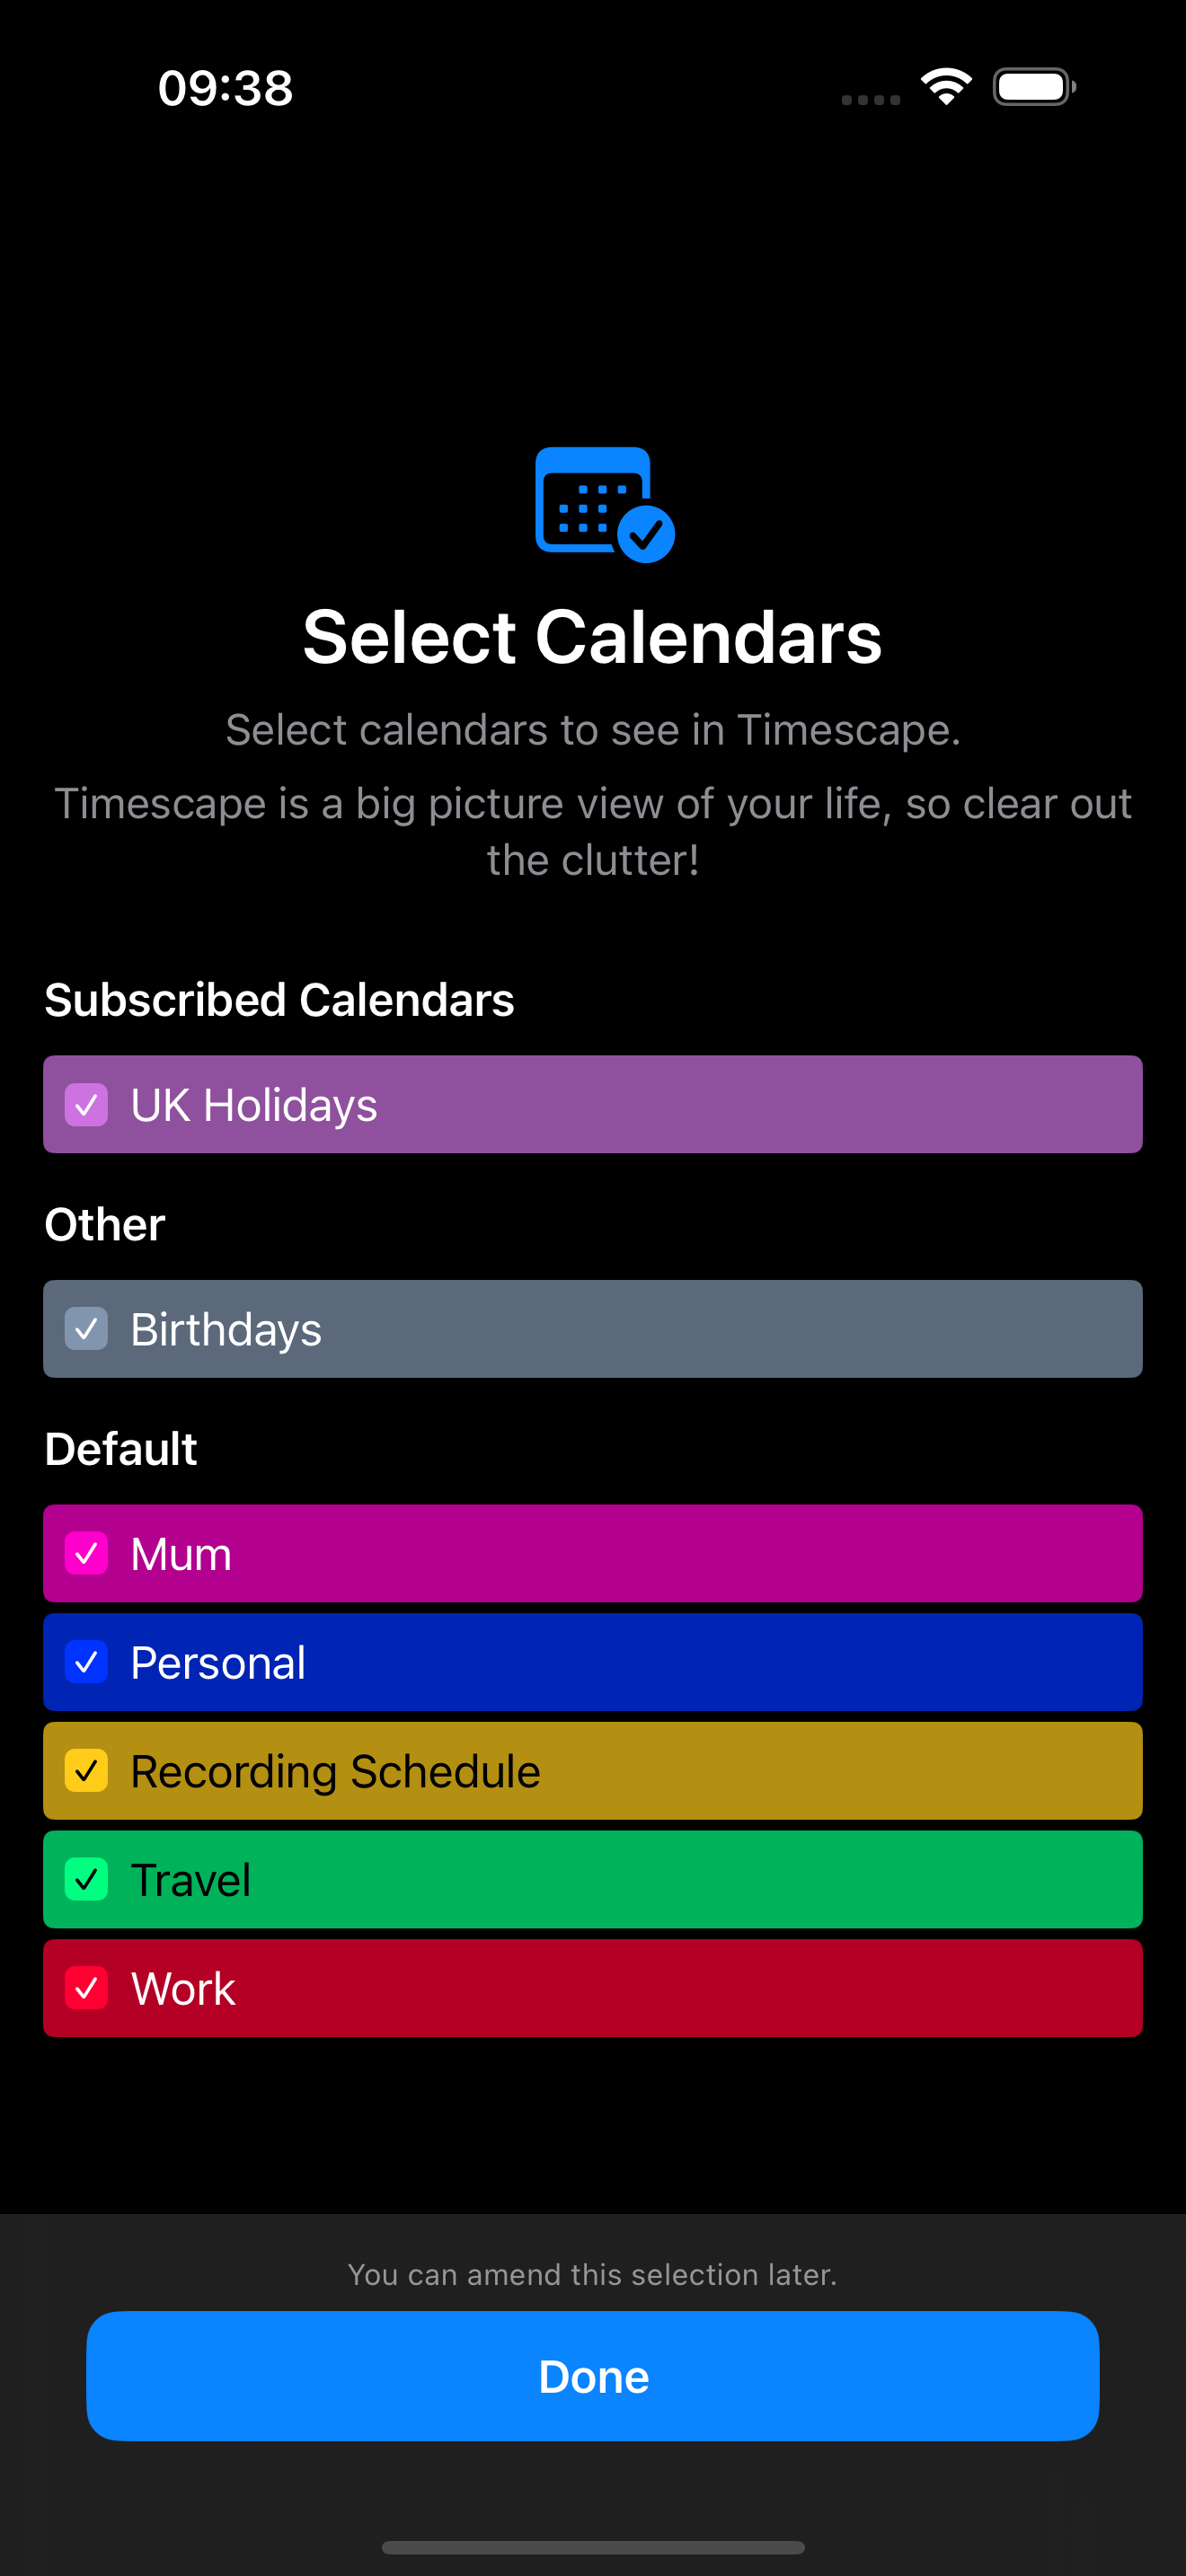 09:38
Select Calendars
Select calendars to see in Timescape.
Timescape is a big picture view of your life, so clear out
the clutter!
Subscribed Calendars
UK Holidays
Other
Birthdays
Default
Mum
Personal
Recording Schedule
Travel
Work
You can amend this selection later.
Done